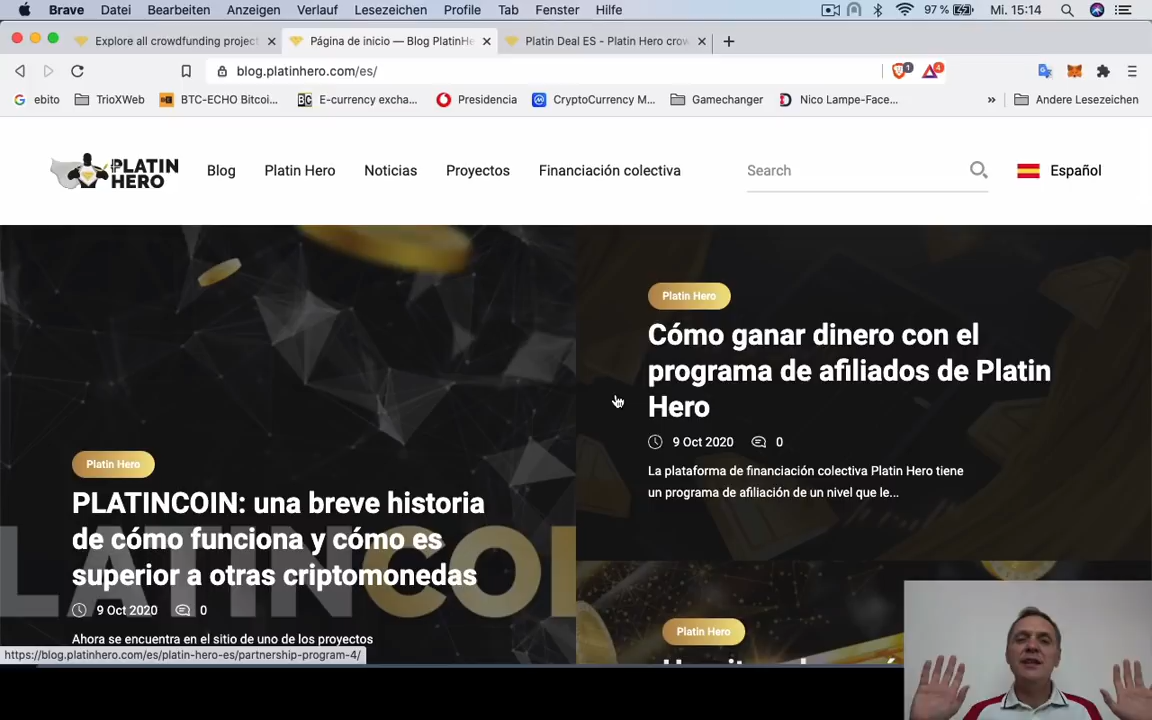 Brave Datei Bearbeiten Anzeigen Verlauf Lesezeichen Profile Tab Fenster Hilfe 97 % Mi. 15:14
Explore all crowdfunding project
Página de inicio — Blog PlatinHe
Platin Deal ES - Platin Hero crow
blog.platinhero.com/es/
1
4
ebito TrioXWeb BTC-ECHO Bitcoi... E-currency excha... Presidencia CryptoCurrency M... Gamechanger Nico Lampe-Face... » Andere Lesezeichen
PLATIN
HERO
Blog Platin Hero Noticias Proyectos Financiación colectiva Search Español
Platin Hero
Cómo ganar dinero con el
programa de afiliados de Platin
Hero
9 Oct 2020 0
La plataforma de financiación colectiva Platin Hero tiene
un programa de afiliación de un nivel que le...
Platin Hero
PLATINCOIN: una breve historia
de cómo funciona y cómo es
superior a otras criptomonedas
9 Oct 2020 0
Ahora se encuentra en el sitio de uno de los proyectos
https://blog.platinhero.com/es/platin-hero-es/partnership-program-4/
Platin Hero